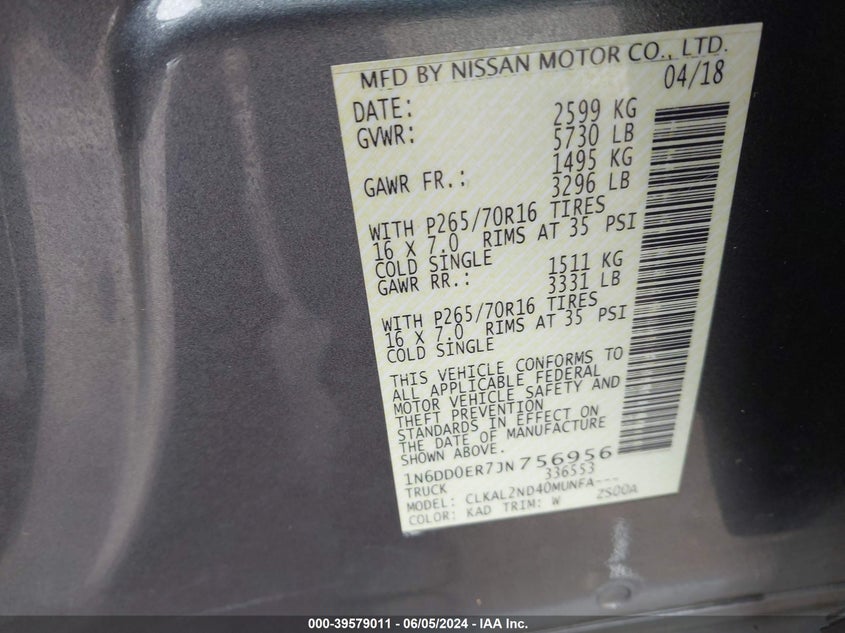 MFD BY NISSAN MOTOR CO., LTD.
DATE: 04/18
GVWR: 2599 KG
5730 LB
GAWR FR.: 1495 KG
3296 LB
WITH P265/70R16 TIRES
16 X 7.0 RIMS AT 35 PSI
COLD SINGLE
GAWR RR.: 1511 KG
3331 LB
WITH P265/70R16 TIRES
16 X 7.0 RIMS AT 35 PSI
COLD SINGLE
THIS VEHICLE CONFORMS TO
ALL APPLICABLE FEDERAL
MOTOR VEHICLE SAFETY AND
THEFT PREVENTION
STANDARDS IN EFFECT ON
THE DATE OF MANUFACTURE
SHOWN ABOVE.
1N6DD0ER7JN756956
TRUCK 336553
MODEL: CLKAL2ND40MUNFA---
COLOR: KAD TRIM: W ZS00A
000-39579011 - 06/05/2024 - IAA Inc.